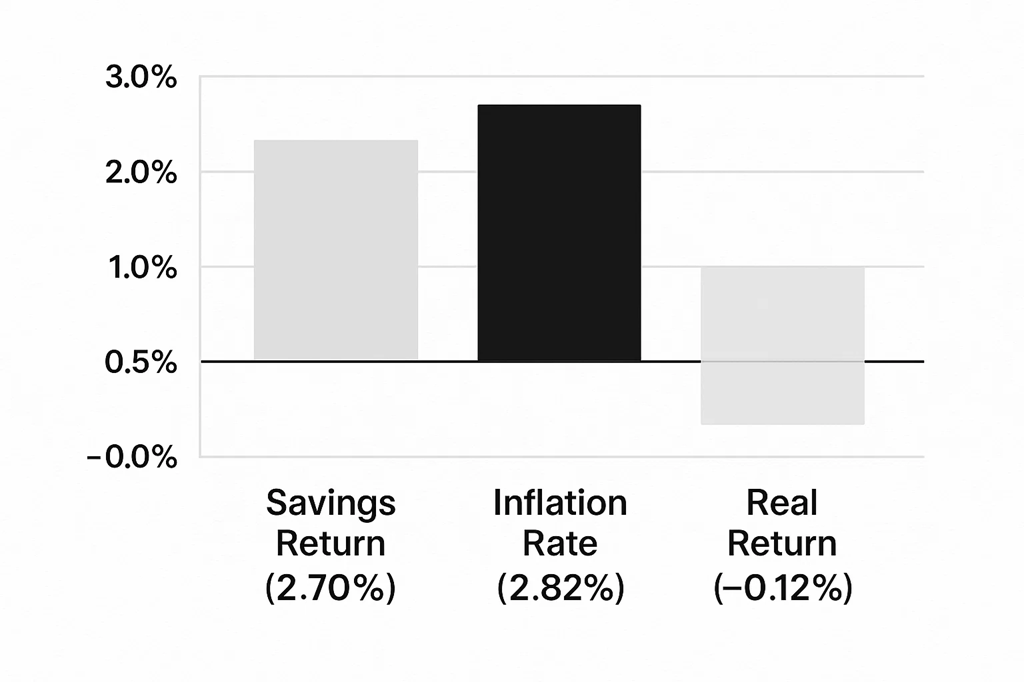 3.0%
2.0%
1.0%
0.5%
−0.0%
Savings
Return
(2.70%)
Inflation
Rate
(2.82%)
Real
Return
(−0.12%)